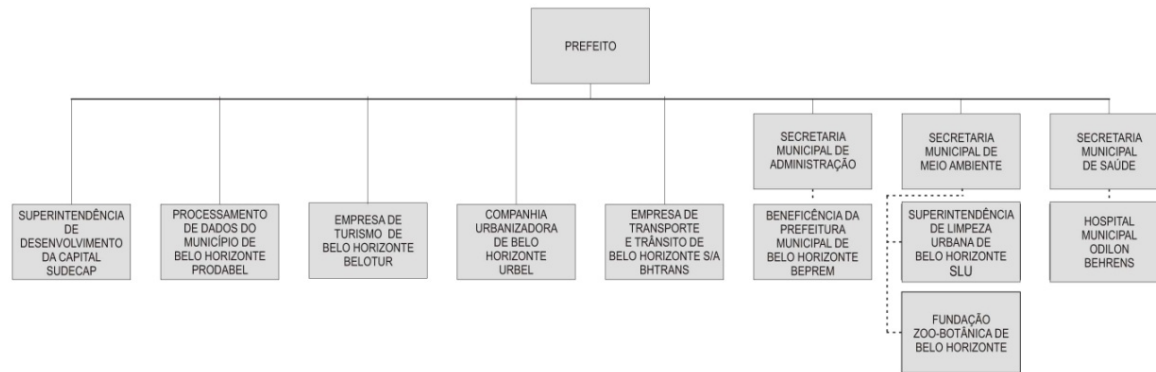 PREFEITO
SECRETARIA
MUNICIPAL DE
ADMINISTRAÇÃO
SECRETARIA
MUNICIPAL DE
MEIO AMBIENTE
SECRETARIA
MUNICIPAL
DE SAÚDE
SUPERINTENDÊNCIA
DE
DESENVOLVIMENTO
DA CAPITAL
SUDECAP
PROCESSAMENTO
DE DADOS DO
MUNICÍPIO DE
BELO HORIZONTE
PRODABEL
EMPRESA DE
TURISMO DE
BELO HORIZONTE
BELOTUR
COMPANHIA
URBANIZADORA
DE BELO
HORIZONTE
URBEL
EMPRESA DE
TRANSPORTE
E TRÂNSITO DE
BELO HORIZONTE S/A
BHTRANS
BENEFICÊNCIA DA
PREFEITURA
MUNICIPAL DE
BELO HORIZONTE
BEPREM
SUPERINTENDÊNCIA
DE LIMPEZA
URBANA DE
BELO HORIZONTE
SLU
HOSPITAL
MUNICIPAL
ODILON
BEHRENS
FUNDAÇÃO
ZOO-BOTÂNICA DE
BELO HORIZONTE